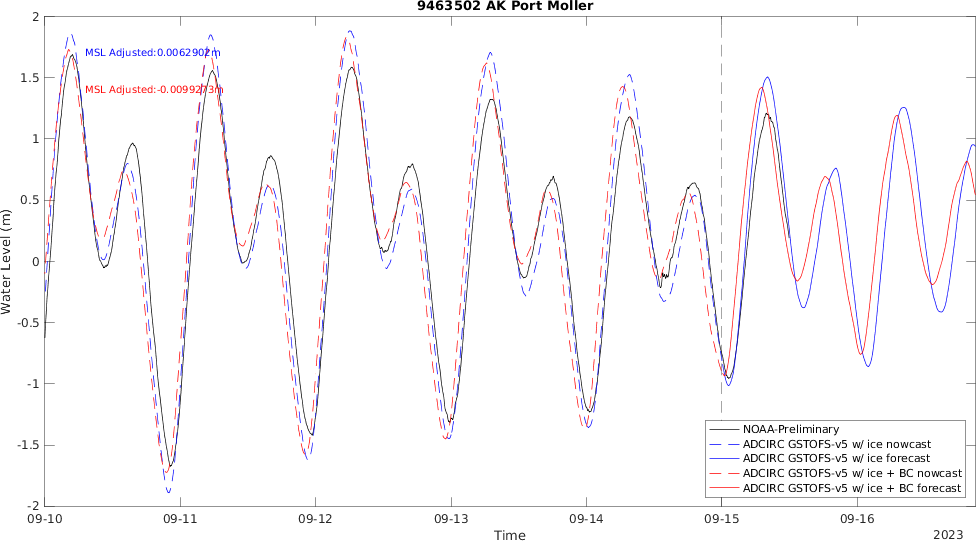 9463502 AK Port Moller
2
1.5
1
0.5
0
-0.5
-1
-1.5
-2
Water Level (m)
MSL Adjusted:0.0062902m
MSL Adjusted:-0.0099273m
NOAA-Preliminary
ADCIRC GSTOFS-v5 w/ ice nowcast
ADCIRC GSTOFS-v5 w/ ice forecast
ADCIRC GSTOFS-v5 w/ ice + BC nowcast
ADCIRC GSTOFS-v5 w/ ice + BC forecast
09-10 09-11 09-12 09-13 09-14 09-15 09-16
Time
2023